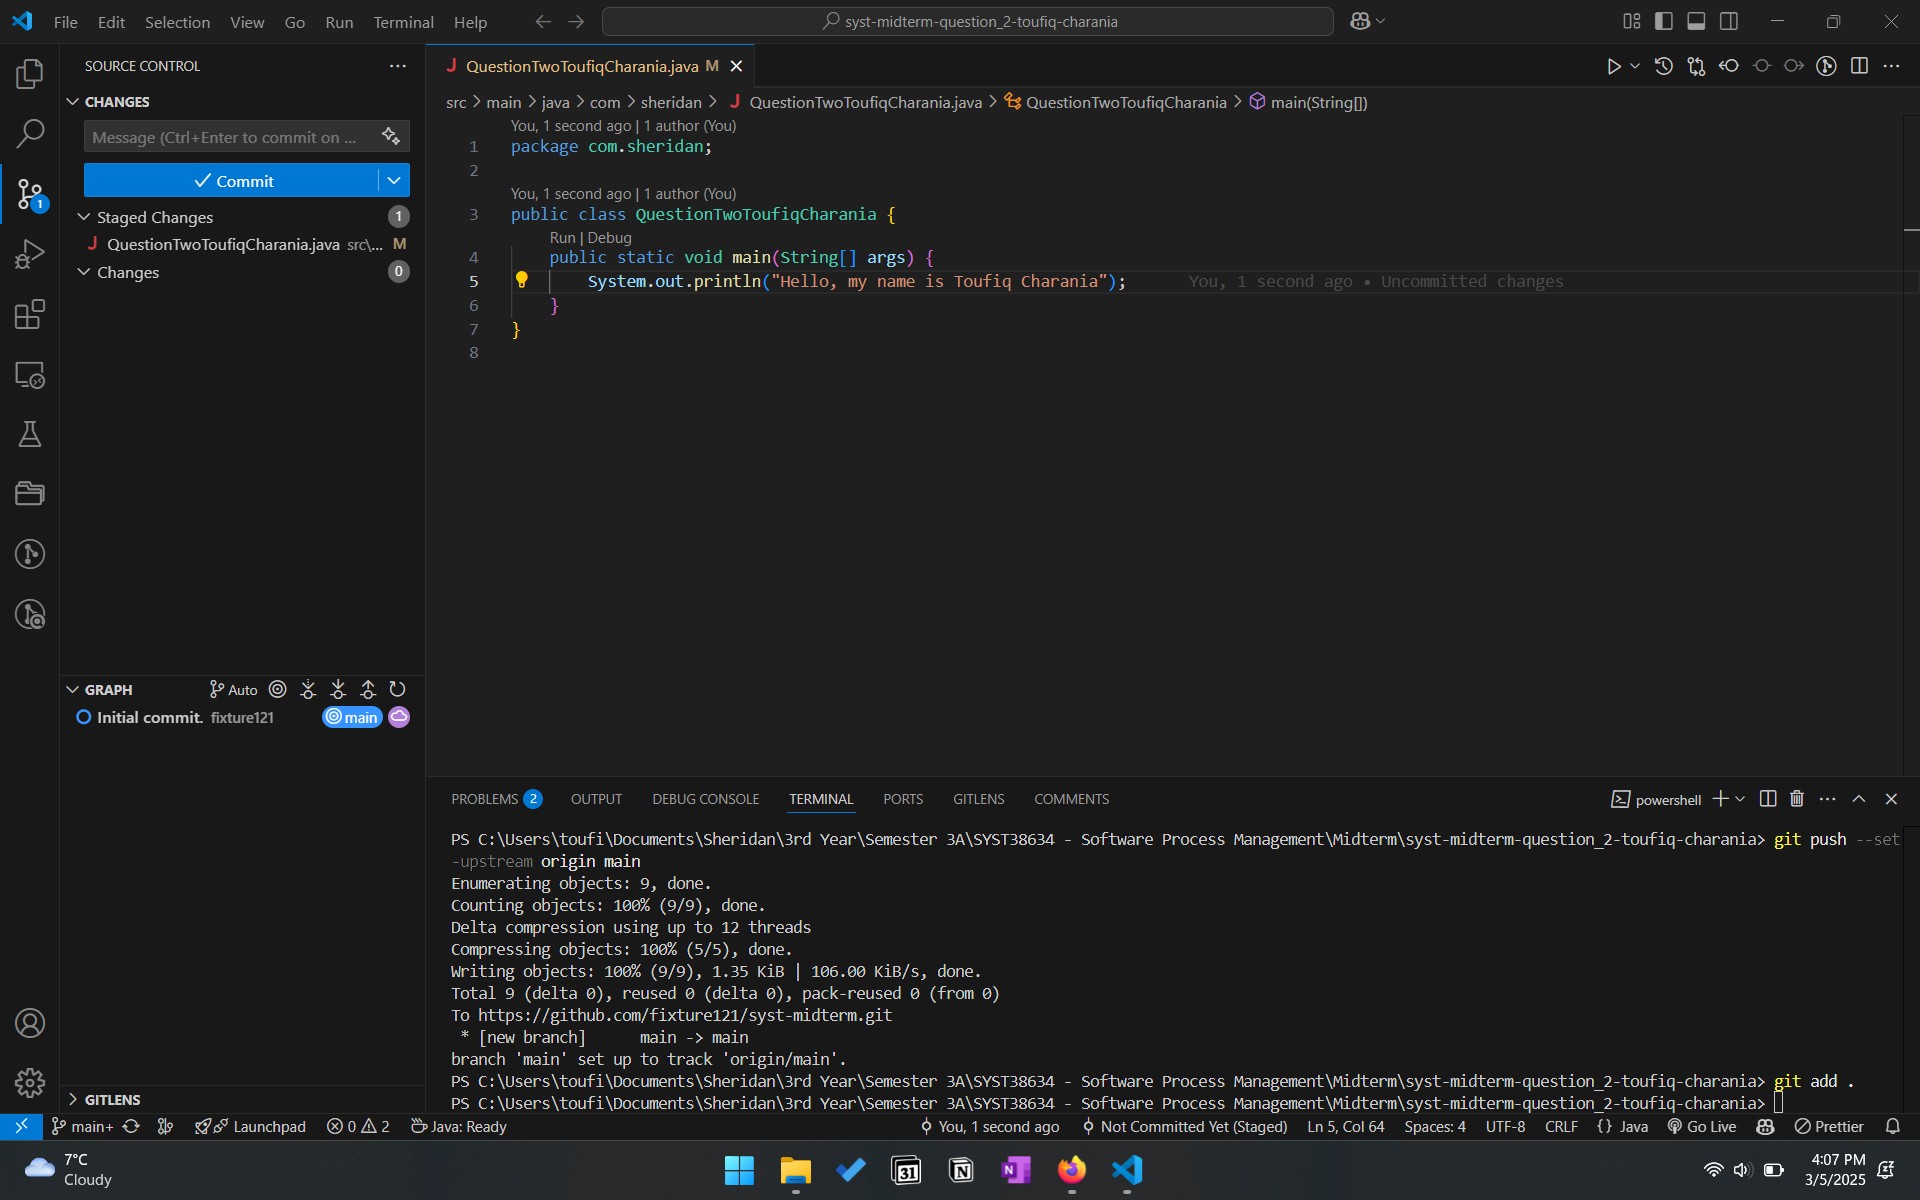 File Edit Selection View Go Run Terminal Help
syst-midterm-question_2-toufiq-charania
SOURCE CONTROL
CHANGES
Message (Ctrl+Enter to commit on ...
Commit
Staged Changes 1
J QuestionTwoToufiqCharania.java src\... M
Changes 0
1
GRAPH Auto
Initial commit. fixture121 main
GITLENS
J QuestionTwoToufiqCharania.java M
src > main > java > com > sheridan > J QuestionTwoToufiqCharania.java > QuestionTwoToufiqCharania > main(String[])
You, 1 second ago | 1 author (You)
1 package com.sheridan;
2
You, 1 second ago | 1 author (You)
3 public class QuestionTwoToufiqCharania {
Run | Debug
4 public static void main(String[] args) {
5 System.out.println("Hello, my name is Toufiq Charania"); You, 1 second ago • Uncommitted changes
6 }
7 }
8
PROBLEMS 2 OUTPUT DEBUG CONSOLE TERMINAL PORTS GITLENS COMMENTS
powershell
PS C:\Users\toufi\Documents\Sheridan\3rd Year\Semester 3A\SYST38634 - Software Process Management\Midterm\syst-midterm-question_2-toufiq-charania> git push --set
-upstream origin main
Enumerating objects: 9, done.
Counting objects: 100% (9/9), done.
Delta compression using up to 12 threads
Compressing objects: 100% (5/5), done.
Writing objects: 100% (9/9), 1.35 KiB | 106.00 KiB/s, done.
Total 9 (delta 0), reused 0 (delta 0), pack-reused 0 (from 0)
To https://github.com/fixture121/syst-midterm.git
* [new branch] main -> main
branch 'main' set up to track 'origin/main'.
PS C:\Users\toufi\Documents\Sheridan\3rd Year\Semester 3A\SYST38634 - Software Process Management\Midterm\syst-midterm-question_2-toufiq-charania> git add .
PS C:\Users\toufi\Documents\Sheridan\3rd Year\Semester 3A\SYST38634 - Software Process Management\Midterm\syst-midterm-question_2-toufiq-charania>
main+ Launchpad 0 2 Java: Ready You, 1 second ago Not Committed Yet (Staged) Ln 5, Col 64 Spaces: 4 UTF-8 CRLF {} Java Go Live Prettier
7°C
Cloudy
31
N
N
4:07 PM
3/5/2025